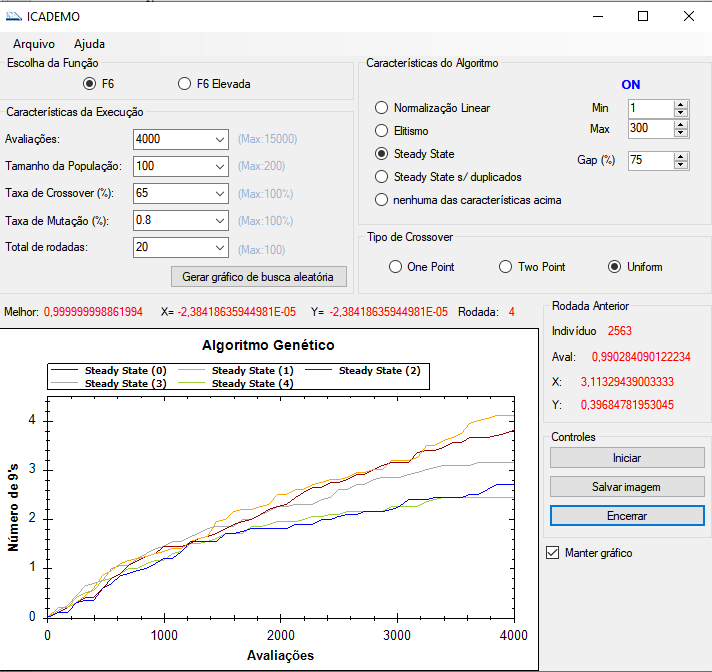 ICADEMO
Arquivo Ajuda
Escolha da Função
F6 F6 Elevada
Características da Execução
Avaliações: 4000 (Max:15000)
Tamanho da População: 100 (Max:200)
Taxa de Crossover (%): 65 (Max:100%)
Taxa de Mutação (%): 0.8 (Max:100%)
Total de rodadas: 20 (Max:100)
Gerar gráfico de busca aleatória
Características do Algoritmo
ON
Normalização Linear Min 1
Elitismo Max 300
Steady State Gap (%) 75
Steady State s/ duplicados
nenhuma das características acima
Tipo de Crossover
One Point Two Point Uniform
Melhor: 0,999999998861994 X= -2,38418635944981E-05 Y= -2,38418635944981E-05 Rodada: 4
Algoritmo Genético
Steady State (0) Steady State (1) Steady State (2)
Steady State (3) Steady State (4)
Número de 9's
4
3
2
1
0
0 1000 2000 3000 4000
Avaliações
Rodada Anterior
Indivíduo 2563
Aval: 0,990284090122234
X: 3,11329439003333
Y: 0,39684781953045
Controles
Iniciar
Salvar imagem
Encerrar
Manter gráfico